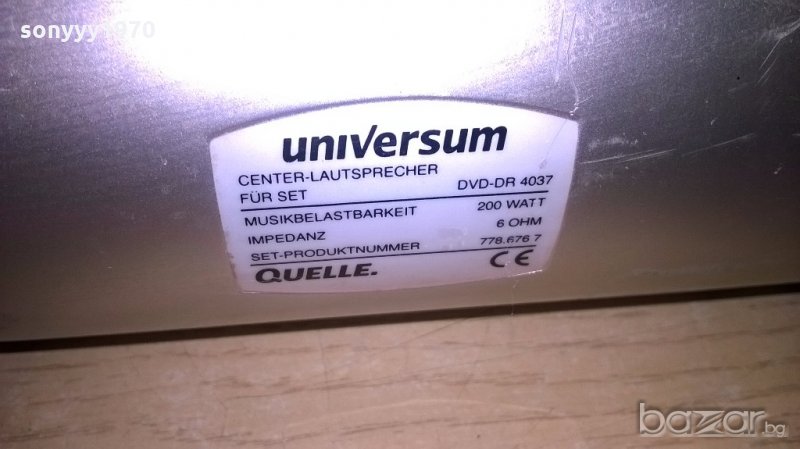 sonyyy1970
universum
CENTER-LAUTSPRECHER
FÜR SET DVD-DR 4037
MUSIKBELASTBARKEIT 200 WATT
IMPEDANZ 6 OHM
SET-PRODUKTNUMMER 778.676 7
QUELLE. CE
bazar.bg